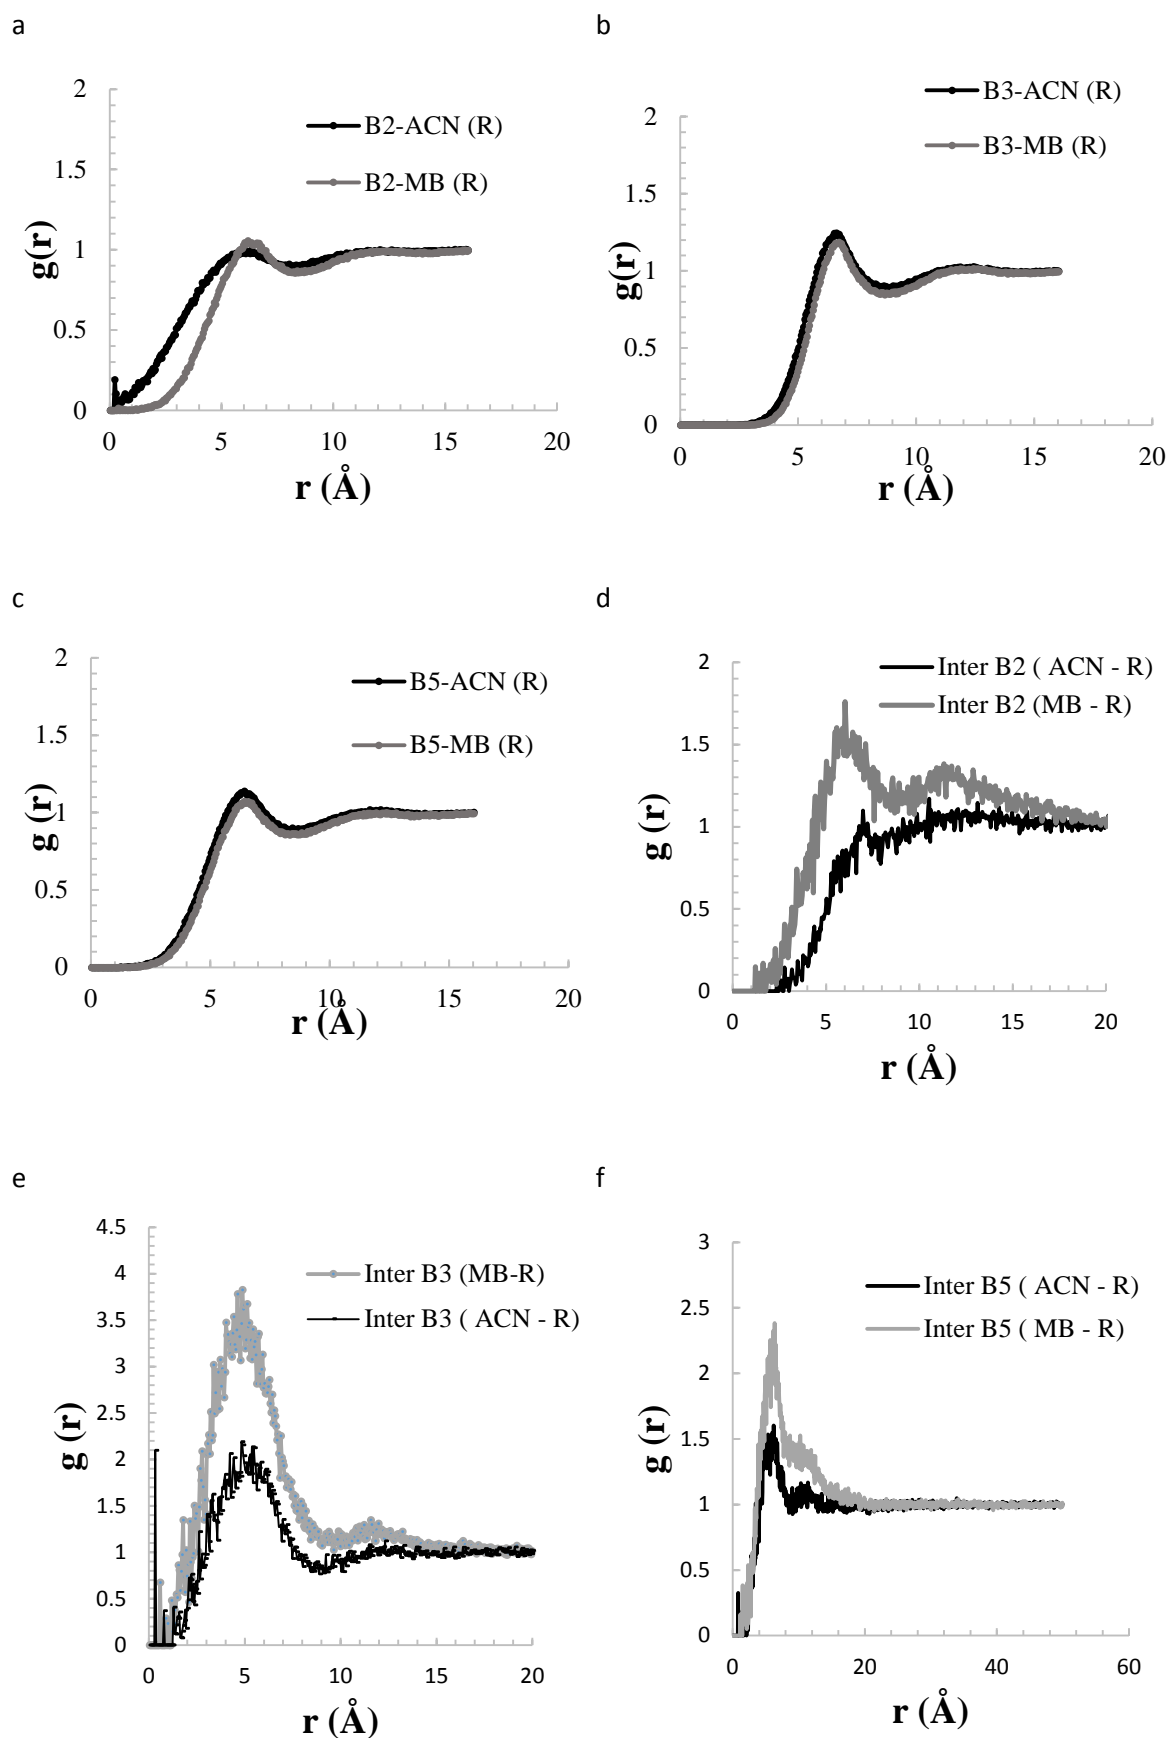 a
2
1.5
1
0.5
0
0 5 10 15 20
g(r)
r (Å)
B2-ACN (R)
B2-MB (R)
b
2
1.5
1
0.5
0
0 5 10 15 20
g(r)
r (Å)
B3-ACN (R)
B3-MB (R)
c
2
1.5
1
0.5
0
0 5 10 15 20
g (r)
r (Å)
B5-ACN (R)
B5-MB (R)
d
2
1.5
1
0.5
0
0 5 10 15 20
g (r)
r (Å)
Inter B2 ( ACN - R)
Inter B2 (MB - R)
e
4.5
4
3.5
3
2.5
2
1.5
1
0.5
0
0 5 10 15 20
g (r)
r (Å)
Inter B3 (MB-R)
Inter B3 ( ACN - R)
f
3
2.5
2
1.5
1
0.5
0
0 20 40 60
g (r)
r (Å)
Inter B5 ( ACN - R)
Inter B5 ( MB - R)